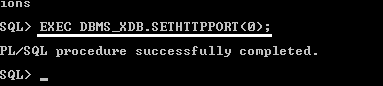 ions
SQL> EXEC DBMS_XDB.SETHTTPPORT(0);
PL/SQL procedure successfully completed.
SQL> _